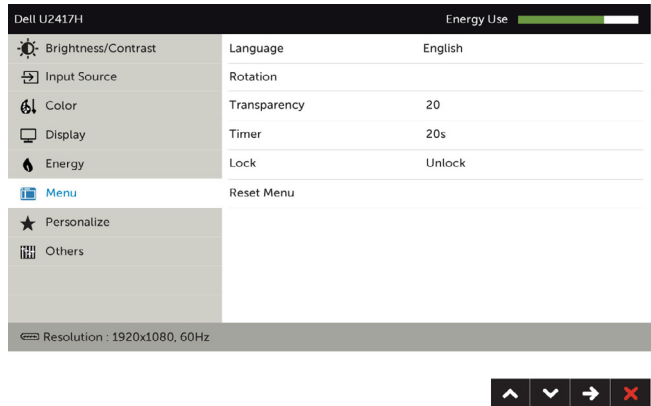 Dell U2417H Energy Use
Brightness/Contrast Language English
Input Source Rotation
Color Transparency 20
Display Timer 20s
Energy Lock Unlock
Menu Reset Menu
Personalize
Others
Resolution : 1920x1080, 60Hz